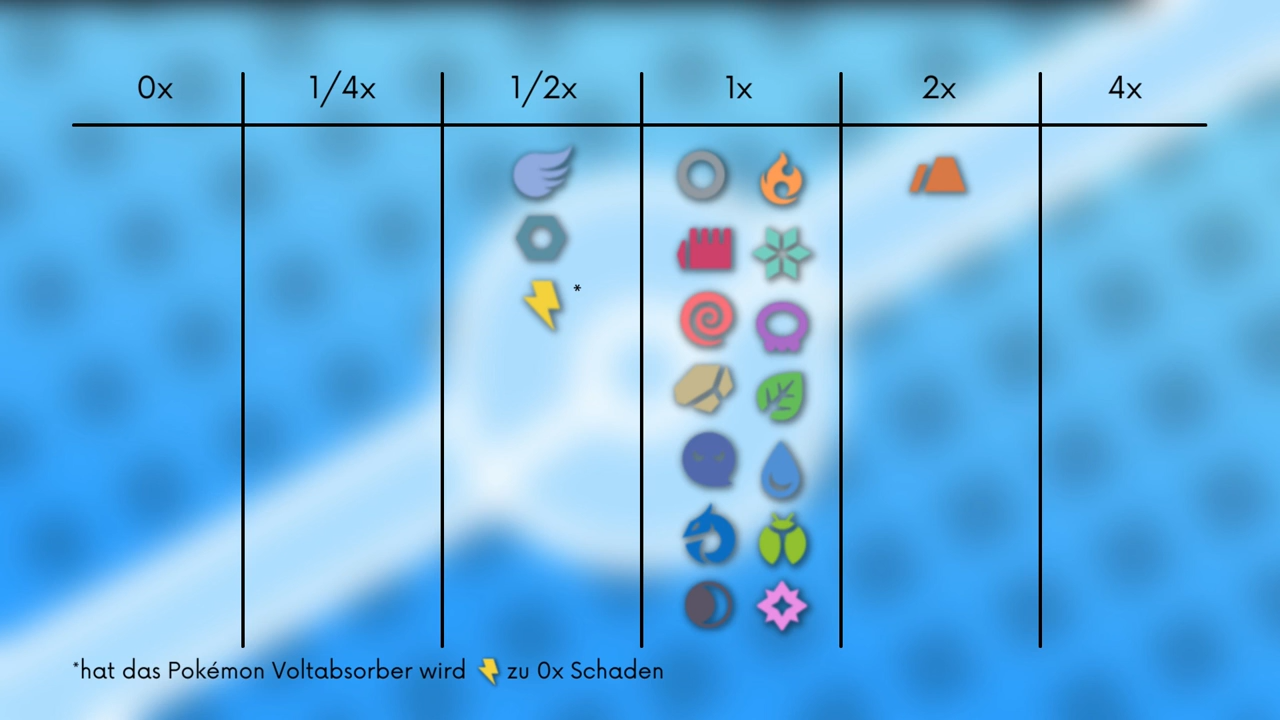 0x 1/4x 1/2x 1x 2x 4x
*
*hat das Pokémon Voltabsorber wird zu 0x Schaden